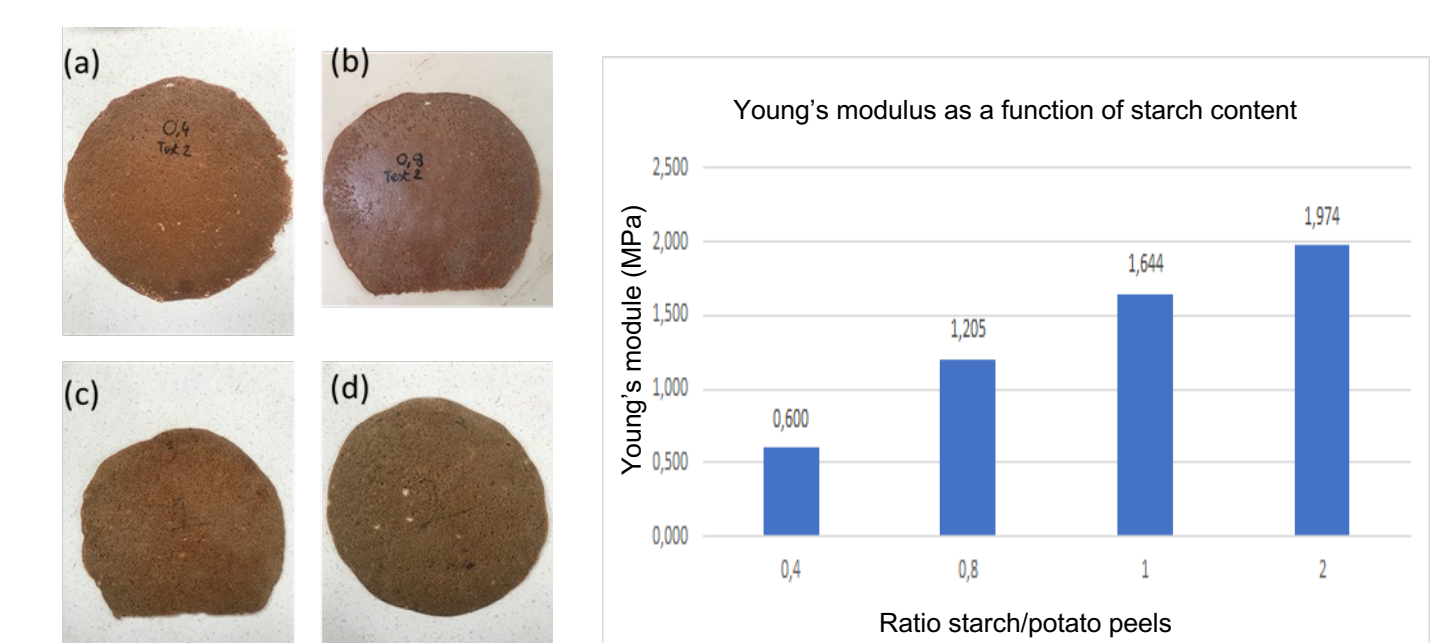 (a)
0,4
Test 2
(b)
0,8
Test 2
(c)
1
(d)
2
Young’s modulus as a function of starch content
Young’s module (MPa)
2,500
2,000
1,500
1,000
0,500
0,000
0,600
1,205
1,644
1,974
0,4
0,8
1
2
Ratio starch/potato peels